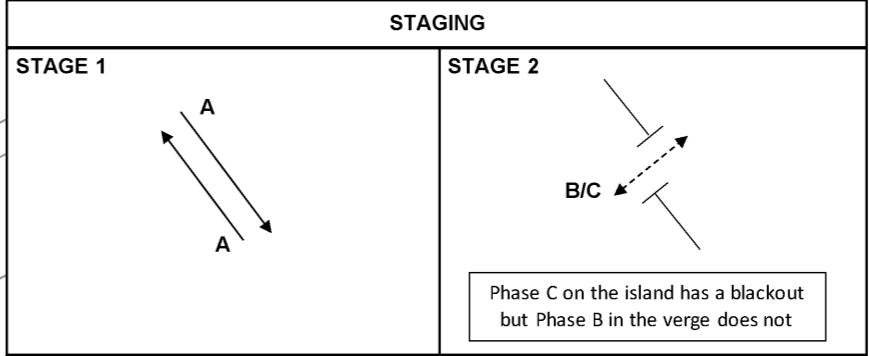 STAGING
STAGE 1
A
A
STAGE 2
B/C
Phase C on the island has a blackout
but Phase B in the verge does not